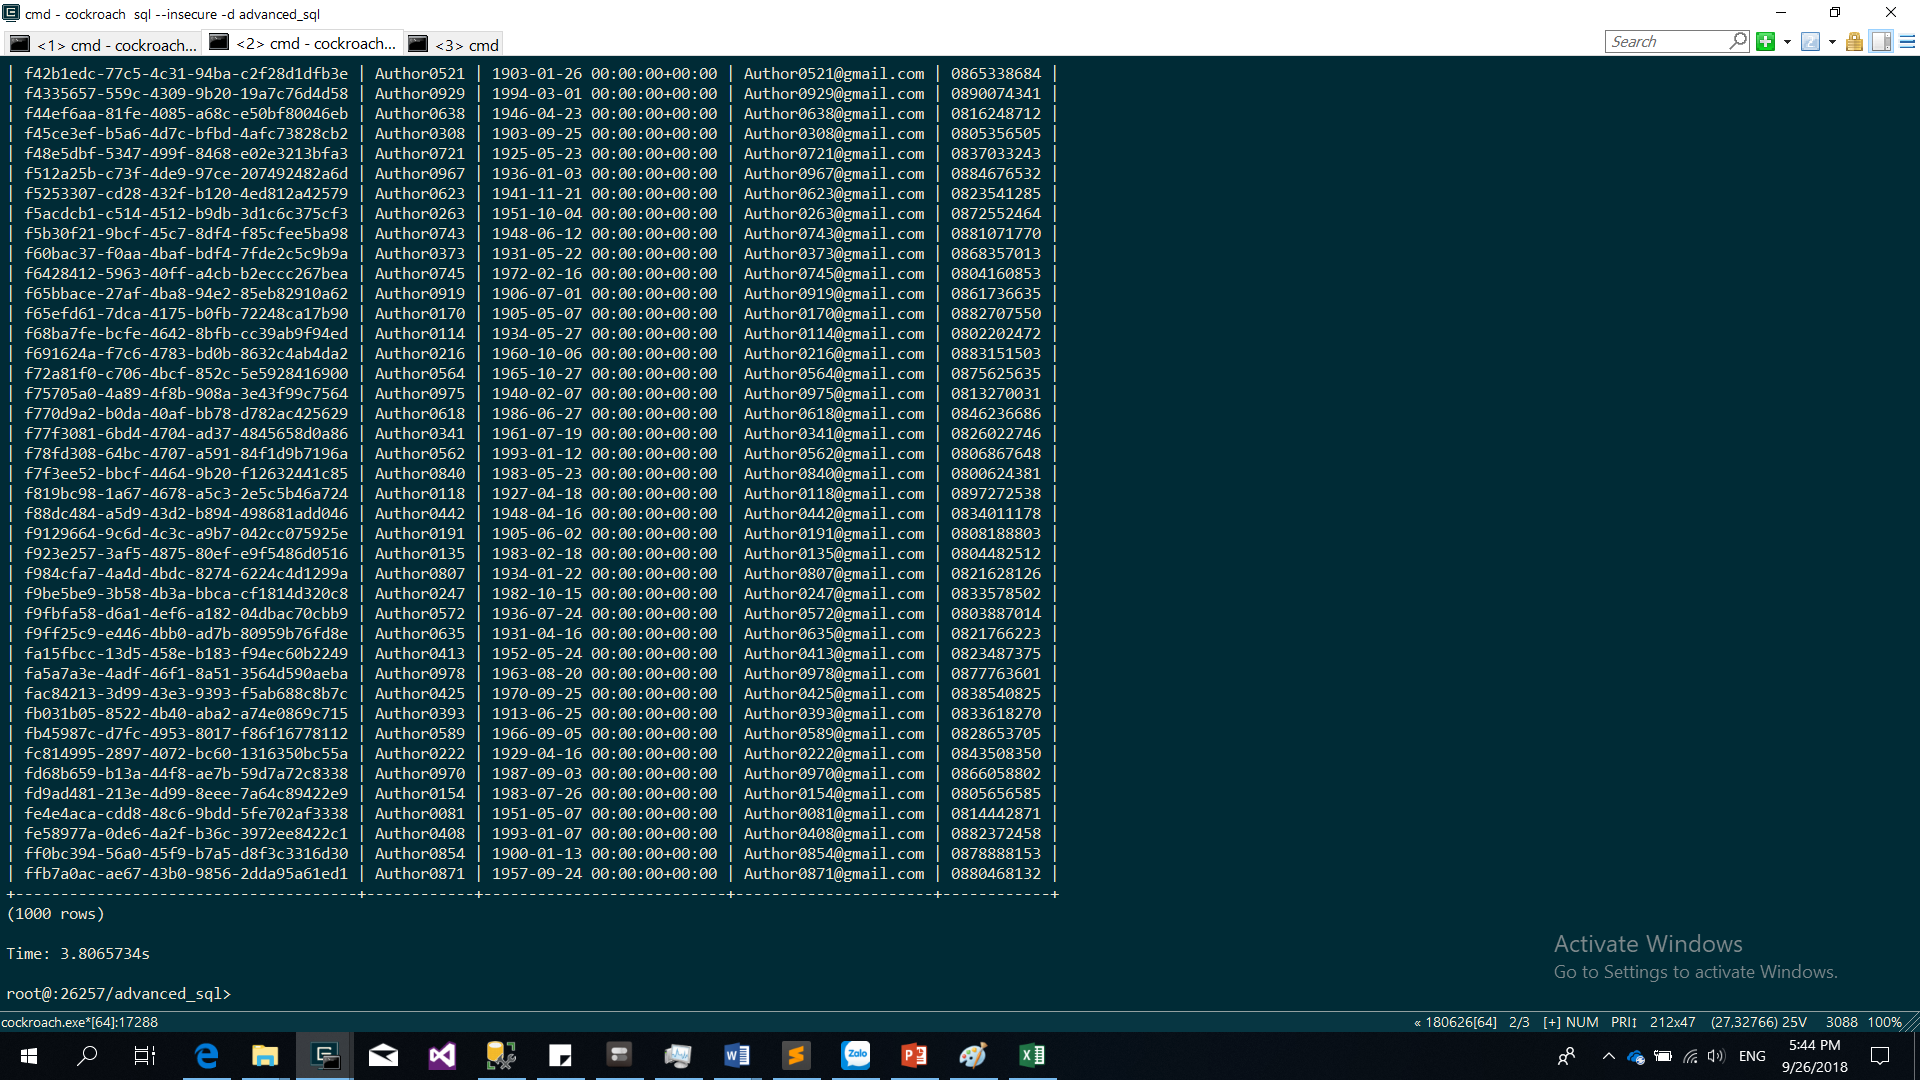 cmd - cockroach  sql --insecure -d advanced_sql
<1> cmd - cockroach... <2> cmd - cockroach... <3> cmd Search
| f42b1edc-77c5-4c31-94ba-c2f28d1dfb3e | Author0521 | 1903-01-26 00:00:00+00:00 | Author0521@gmail.com | 0865338684 |
| f4335657-559c-4309-9b20-19a7c76d4d58 | Author0929 | 1994-03-01 00:00:00+00:00 | Author0929@gmail.com | 0890074341 |
| f44ef6aa-81fe-4085-a68c-e50bf80046eb | Author0638 | 1946-04-23 00:00:00+00:00 | Author0638@gmail.com | 0816248712 |
| f45ce3ef-b5a6-4d7c-bfbd-4afc73828cb2 | Author0308 | 1903-09-25 00:00:00+00:00 | Author0308@gmail.com | 0805356505 |
| f48e5dbf-5347-499f-8468-e02e3213bfa3 | Author0721 | 1925-05-23 00:00:00+00:00 | Author0721@gmail.com | 0837033243 |
| f512a25b-c73f-4de9-97ce-207492482a6d | Author0967 | 1936-01-03 00:00:00+00:00 | Author0967@gmail.com | 0884676532 |
| f5253307-cd28-432f-b120-4ed812a42579 | Author0623 | 1941-11-21 00:00:00+00:00 | Author0623@gmail.com | 0823541285 |
| f5acdcb1-c514-4512-b9db-3d1c6c375cf3 | Author0263 | 1951-10-04 00:00:00+00:00 | Author0263@gmail.com | 0872552464 |
| f5b30f21-9bcf-45c7-8df4-f85cfee5ba98 | Author0743 | 1948-06-12 00:00:00+00:00 | Author0743@gmail.com | 0881071770 |
| f60bac37-f0aa-4baf-bdf4-7fde2c5c9b9a | Author0373 | 1931-05-22 00:00:00+00:00 | Author0373@gmail.com | 0868357013 |
| f6428412-5963-40ff-a4cb-b2eccc267bea | Author0745 | 1972-02-16 00:00:00+00:00 | Author0745@gmail.com | 0804160853 |
| f65bbace-27af-4ba8-94e2-85eb82910a62 | Author0919 | 1906-07-01 00:00:00+00:00 | Author0919@gmail.com | 0861736635 |
| f65efd61-7dca-4175-b0fb-72248ca17b90 | Author0170 | 1905-05-07 00:00:00+00:00 | Author0170@gmail.com | 0882707550 |
| f68ba7fe-bcfe-4642-8bfb-cc39ab9f94ed | Author0114 | 1934-05-27 00:00:00+00:00 | Author0114@gmail.com | 0802202472 |
| f691624a-f7c6-4783-bd0b-8632c4ab4da2 | Author0216 | 1960-10-06 00:00:00+00:00 | Author0216@gmail.com | 0883151503 |
| f72a81f0-c706-4bcf-852c-5e5928416900 | Author0564 | 1965-10-27 00:00:00+00:00 | Author0564@gmail.com | 0875625635 |
| f75705a0-4a89-4f8b-908a-3e43f99c7564 | Author0975 | 1940-02-07 00:00:00+00:00 | Author0975@gmail.com | 0813270031 |
| f770d9a2-b0da-40af-bb78-d782ac425629 | Author0618 | 1986-06-27 00:00:00+00:00 | Author0618@gmail.com | 0846236686 |
| f77f3081-6bd4-4704-ad37-4845658d0a86 | Author0341 | 1961-07-19 00:00:00+00:00 | Author0341@gmail.com | 0826022746 |
| f78fd308-64bc-4707-a591-84f1d9b7196a | Author0562 | 1993-01-12 00:00:00+00:00 | Author0562@gmail.com | 0806867648 |
| f7f3ee52-bbcf-4464-9b20-f12632441c85 | Author0840 | 1983-05-23 00:00:00+00:00 | Author0840@gmail.com | 0800624381 |
| f819bc98-1a67-4678-a5c3-2e5c5b46a724 | Author0118 | 1927-04-18 00:00:00+00:00 | Author0118@gmail.com | 0897272538 |
| f88dc484-a5d9-43d2-b894-498681add046 | Author0442 | 1948-04-16 00:00:00+00:00 | Author0442@gmail.com | 0834011178 |
| f9129664-9c6d-4c3c-a9b7-042cc075925e | Author0191 | 1905-06-02 00:00:00+00:00 | Author0191@gmail.com | 0808188803 |
| f923e257-3af5-4875-80ef-e9f5486d0516 | Author0135 | 1983-02-18 00:00:00+00:00 | Author0135@gmail.com | 0804482512 |
| f984cfa7-4a4d-4bdc-8274-6224c4d1299a | Author0807 | 1934-01-22 00:00:00+00:00 | Author0807@gmail.com | 0821628126 |
| f9be5be9-3b58-4b3a-bbca-cf1814d320c8 | Author0247 | 1982-10-15 00:00:00+00:00 | Author0247@gmail.com | 0833578502 |
| f9fbfa58-d6a1-4ef6-a182-04dbac70cbb9 | Author0572 | 1936-07-24 00:00:00+00:00 | Author0572@gmail.com | 0803887014 |
| f9ff25c9-e446-4bb0-ad7b-80959b76fd8e | Author0635 | 1931-04-16 00:00:00+00:00 | Author0635@gmail.com | 0821766223 |
| fa15fbcc-13d5-458e-b183-f94ec60b2249 | Author0413 | 1952-05-24 00:00:00+00:00 | Author0413@gmail.com | 0823487375 |
| fa5a7a3e-4adf-46f1-8a51-3564d590aeba | Author0978 | 1963-08-20 00:00:00+00:00 | Author0978@gmail.com | 0877763601 |
| fac84213-3d99-43e3-9393-f5ab688c8b7c | Author0425 | 1970-09-25 00:00:00+00:00 | Author0425@gmail.com | 0838540825 |
| fb031b05-8522-4b40-aba2-a74e0869c715 | Author0393 | 1913-06-25 00:00:00+00:00 | Author0393@gmail.com | 0833618270 |
| fb45987c-d7fc-4953-8017-f86f16778112 | Author0589 | 1966-09-05 00:00:00+00:00 | Author0589@gmail.com | 0828653705 |
| fc814995-2897-4072-bc60-1316350bc55a | Author0222 | 1929-04-16 00:00:00+00:00 | Author0222@gmail.com | 0843508350 |
| fd68b659-b13a-44f8-ae7b-59d7a72c8338 | Author0970 | 1987-09-03 00:00:00+00:00 | Author0970@gmail.com | 0866058802 |
| fd9ad481-213e-4d99-8eee-7a64c89422e9 | Author0154 | 1983-07-26 00:00:00+00:00 | Author0154@gmail.com | 0805656585 |
| fe4e4aca-cdd8-48c6-9bdd-5fe702af3338 | Author0081 | 1951-05-07 00:00:00+00:00 | Author0081@gmail.com | 0814442871 |
| fe58977a-0de6-4a2f-b36c-3972ee8422c1 | Author0408 | 1993-01-07 00:00:00+00:00 | Author0408@gmail.com | 0882372458 |
| ff0bc394-56a0-45f9-b7a5-d8f3c3316d30 | Author0854 | 1900-01-13 00:00:00+00:00 | Author0854@gmail.com | 0878888153 |
| ffb7a0ac-ae67-43b0-9856-2dda95a61ed1 | Author0871 | 1957-09-24 00:00:00+00:00 | Author0871@gmail.com | 0880468132 |
+--------------------------------------+------------+---------------------------+----------------------+------------+
(1000 rows)
Time: 3.8065734s
root@:26257/advanced_sql>
Activate Windows
Go to Settings to activate Windows.
cockroach.exe*[64]:17288 « 180626[64] 2/3 [+] NUM PRI↕ 212x47 (27,32766) 25V 3088 100%
Zalo ENG 5:44 PM
9/26/2018